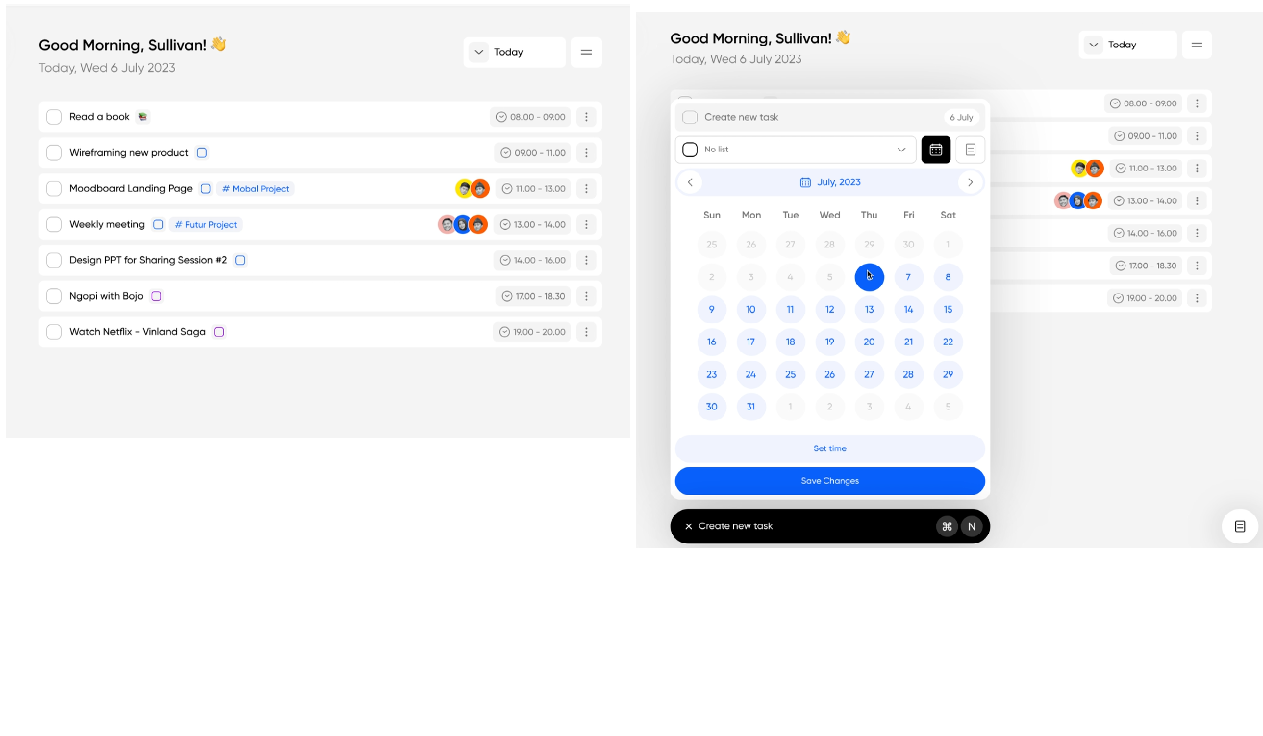 Good Morning, Sullivan! 👋
Today, Wed 6 July 2023
Today
Read a book 08.00 - 09.00
Wireframing new product 09.00 - 11.00
Moodboard Landing Page # Mobal Project 11.00 - 13.00
Weekly meeting # Futur Project 13.00 - 14.00
Design PPT for Sharing Session #2 14.00 - 16.00
Ngopi with Bojo 17.00 - 18.30
Watch Netflix - Vinland Saga 19.00 - 20.00
Good Morning, Sullivan! 👋
Today, Wed 6 July 2023
Today
08.00 - 09.00
09.00 - 11.00
11.00 - 13.00
13.00 - 14.00
14.00 - 16.00
17.00 - 18.30
19.00 - 20.00
Create new task 6 July
No list
July, 2023
Sun Mon Tue Wed Thu Fri Sat
25 26 27 28 29 30 1
2 3 4 5 7 8
9 10 11 12 13 14 15
16 17 18 19 20 21 22
23 24 25 26 27 28 29
30 31 1 2 3 4 5
Set time
Save Changes
× Create new task ⌘ N